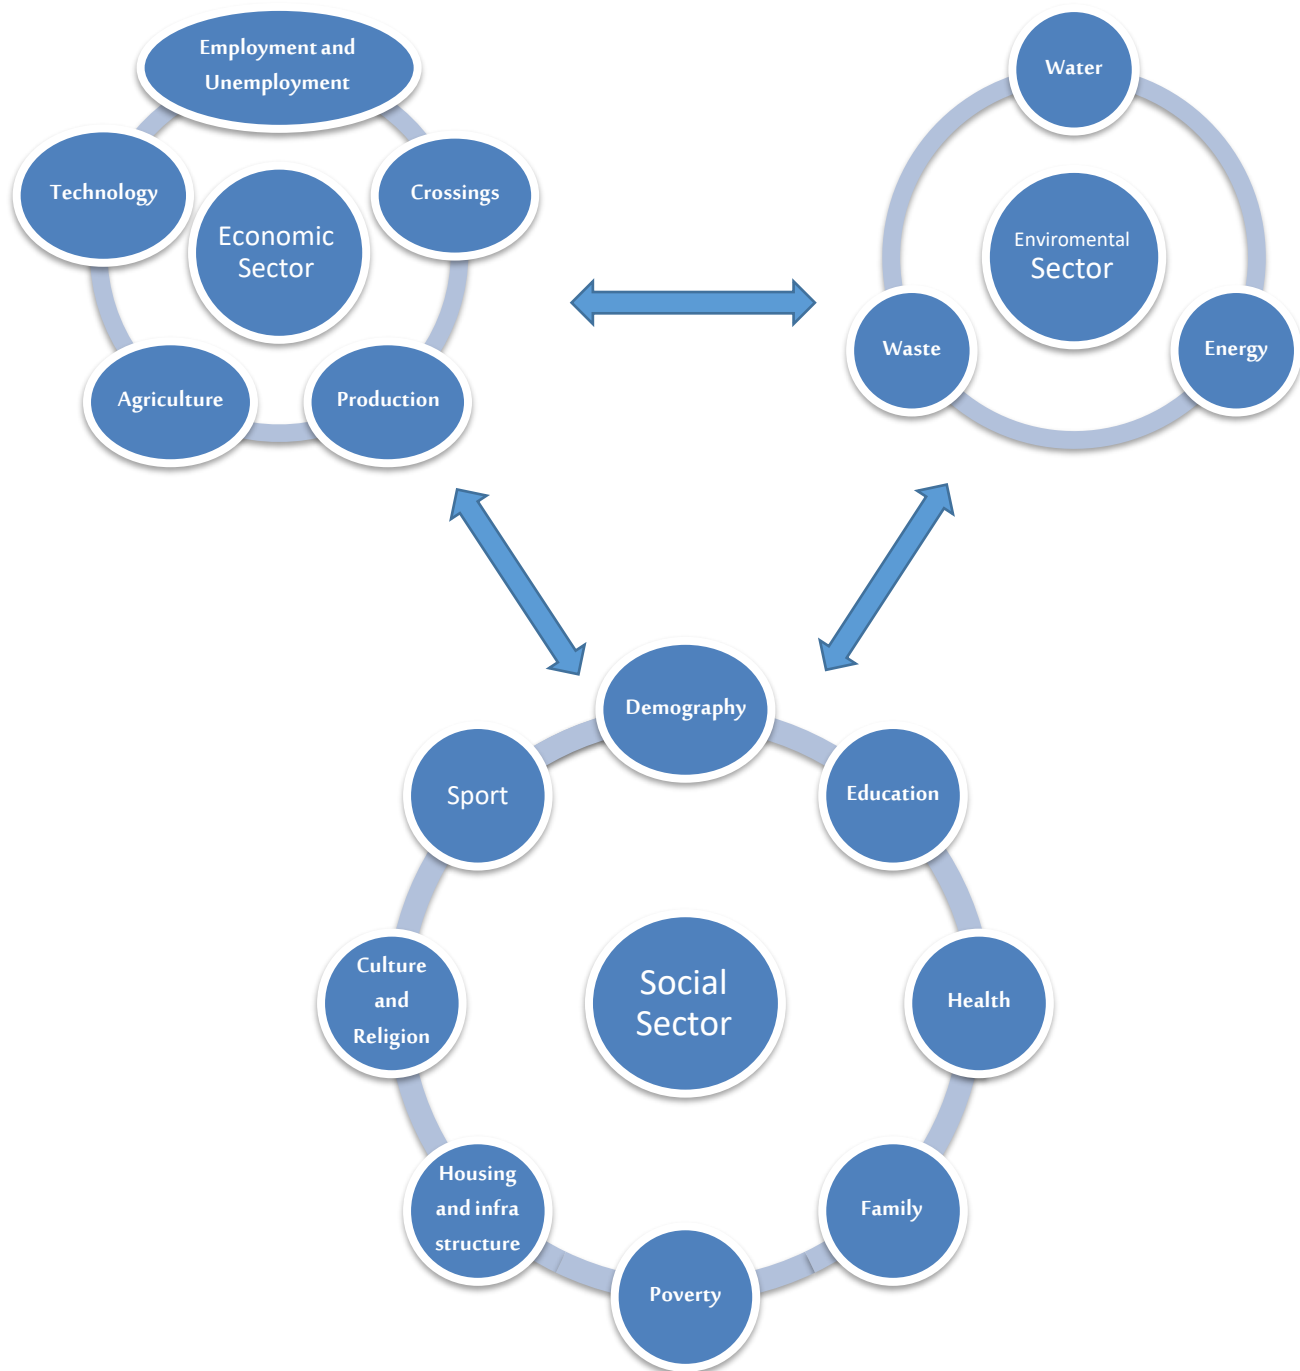 Employment and
Unemployment
Technology
Crossings
Economic
Sector
Agriculture
Production
Water
Enviromental
Sector
Waste
Energy
Demography
Sport
Education
Culture
and
Religion
Social
Sector
Health
Housing
and infra
structure
Family
Poverty